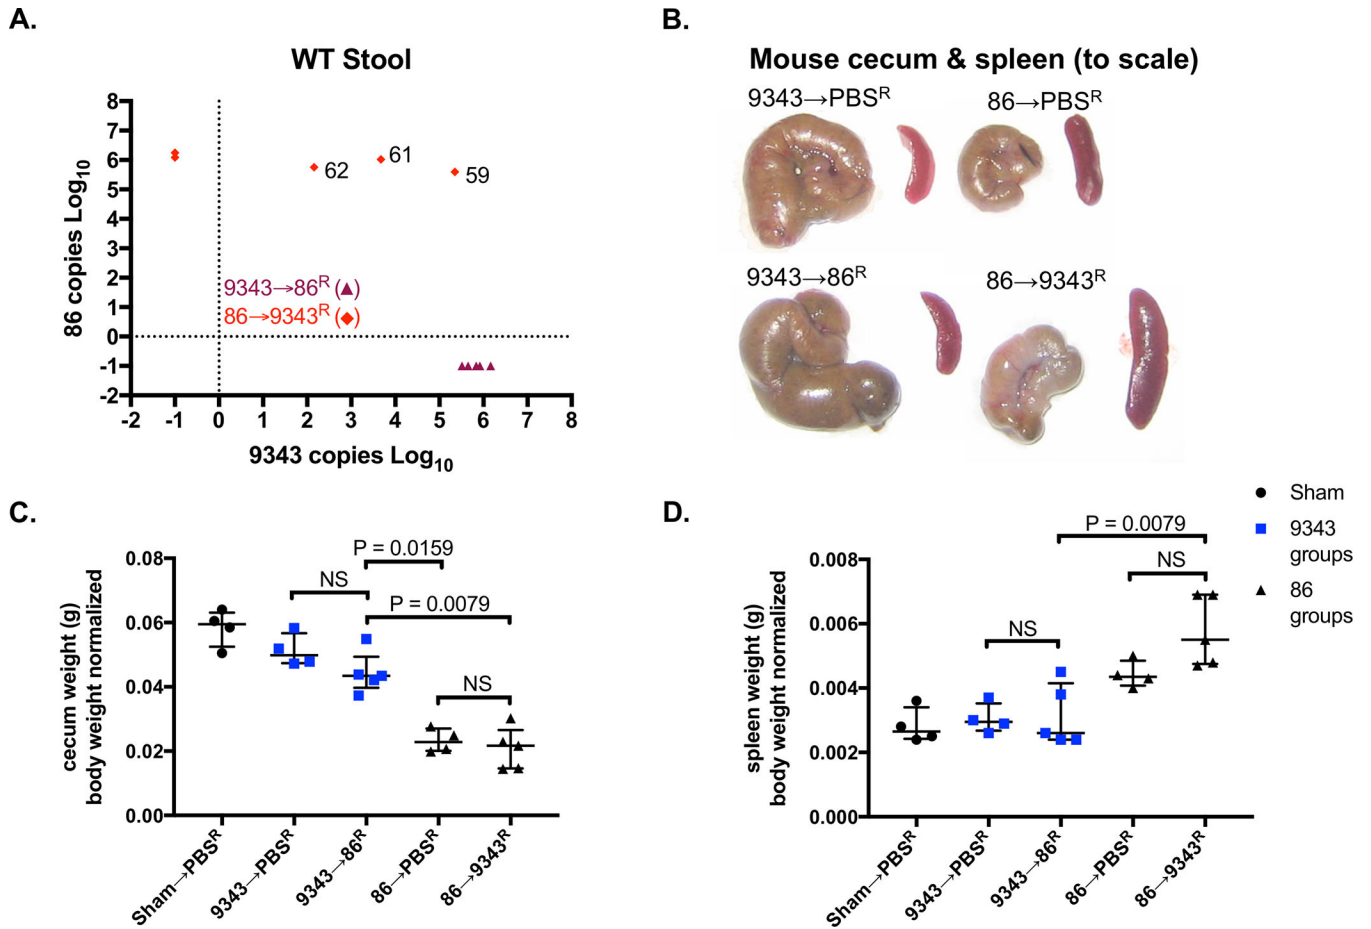 A.
WT Stool
86 copies Log10
8
7
6
5
4
3
2
1
0
-1
-2
62
61
59
9343→86ᴿ (▲)
86→9343ᴿ (◆)
-2 -1 0 1 2 3 4 5 6 7 8
9343 copies Log10
B.
Mouse cecum & spleen (to scale)
9343→PBSᴿ
86→PBSᴿ
9343→86ᴿ
86→9343ᴿ
C.
cecum weight (g)
body weight normalized
0.08
0.06
0.04
0.02
0.00
P = 0.0159
NS
P = 0.0079
NS
Sham→PBSᴿ
9343→PBSᴿ
9343→86ᴿ
86→PBSᴿ
86→9343ᴿ
D.
spleen weight (g)
body weight normalized
0.008
0.006
0.004
0.002
0.000
P = 0.0079
NS
NS
Sham→PBSᴿ
9343→PBSᴿ
9343→86ᴿ
86→PBSᴿ
86→9343ᴿ
Sham
9343
groups
86
groups